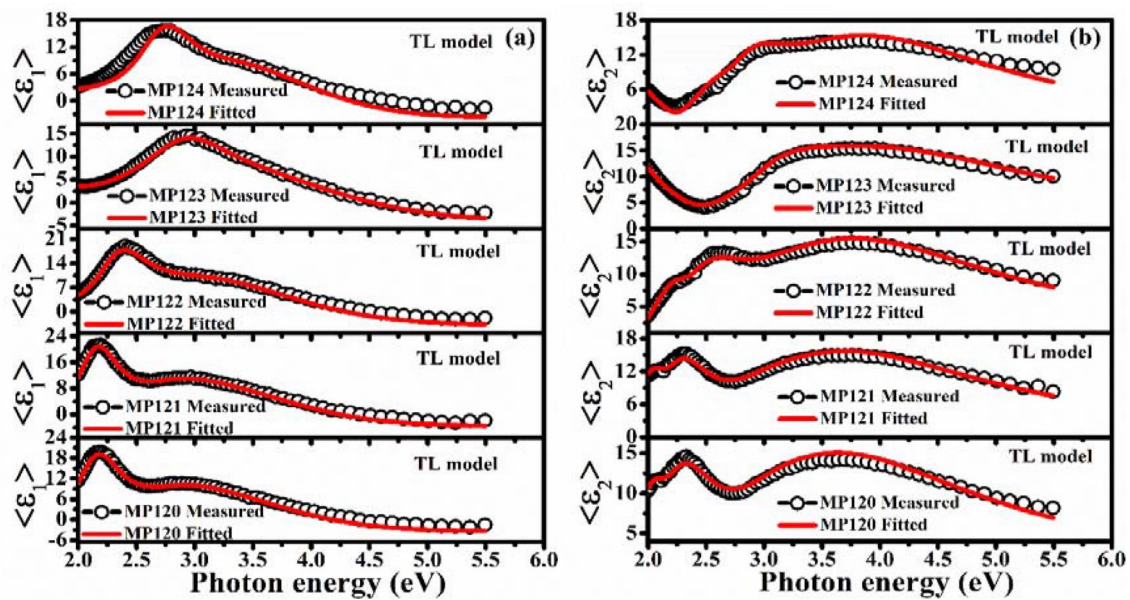 (a)
TL model
<ε1>
18
12
6
0
MP124 Measured
MP124 Fitted
TL model
<ε1>
15
10
5
0
-5
MP123 Measured
MP123 Fitted
TL model
<ε1>
21
14
7
0
MP122 Measured
MP122 Fitted
TL model
<ε1>
24
16
8
0
MP121 Measured
MP121 Fitted
TL model
<ε1>
24
18
12
6
0
-6
MP120 Measured
MP120 Fitted
2.0 2.5 3.0 3.5 4.0 4.5 5.0 5.5 6.0
Photon energy (eV)
(b)
TL model
<ε2>
18
12
6
MP124 Measured
MP124 Fitted
TL model
<ε2>
20
15
10
5
0
MP123 Measured
MP123 Fitted
TL model
<ε2>
15
10
5
MP122 Measured
MP122 Fitted
TL model
<ε2>
18
12
6
0
MP121 Measured
MP121 Fitted
TL model
<ε2>
15
10
5
MP120 Measured
MP120 Fitted
2.0 2.5 3.0 3.5 4.0 4.5 5.0 5.5 6.0
Photon energy (eV)